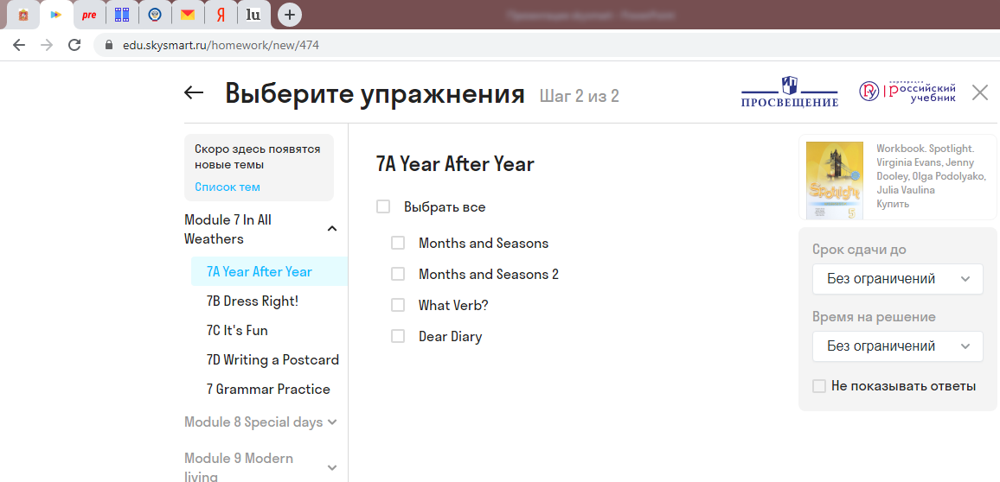 pre
Я
lu
edu.skysmart.ru/homework/new/474
Выберите упражнения Шаг 2 из 2
ПРОСВЕЩЕНИЕ
российский
учебник
Скоро здесь появятся
новые темы
Список тем
Module 7 In All
Weathers
7A Year After Year
7B Dress Right!
7C It's Fun
7D Writing a Postcard
7 Grammar Practice
Module 8 Special days
Module 9 Modern
living
7A Year After Year
Выбрать все
Months and Seasons
Months and Seasons 2
What Verb?
Dear Diary
Spotlight
5
Workbook. Spotlight.
Virginia Evans, Jenny
Dooley, Olga Podolyako,
Julia Vaulina
Купить
Срок сдачи до
Без ограничений
Время на решение
Без ограничений
Не показывать ответы